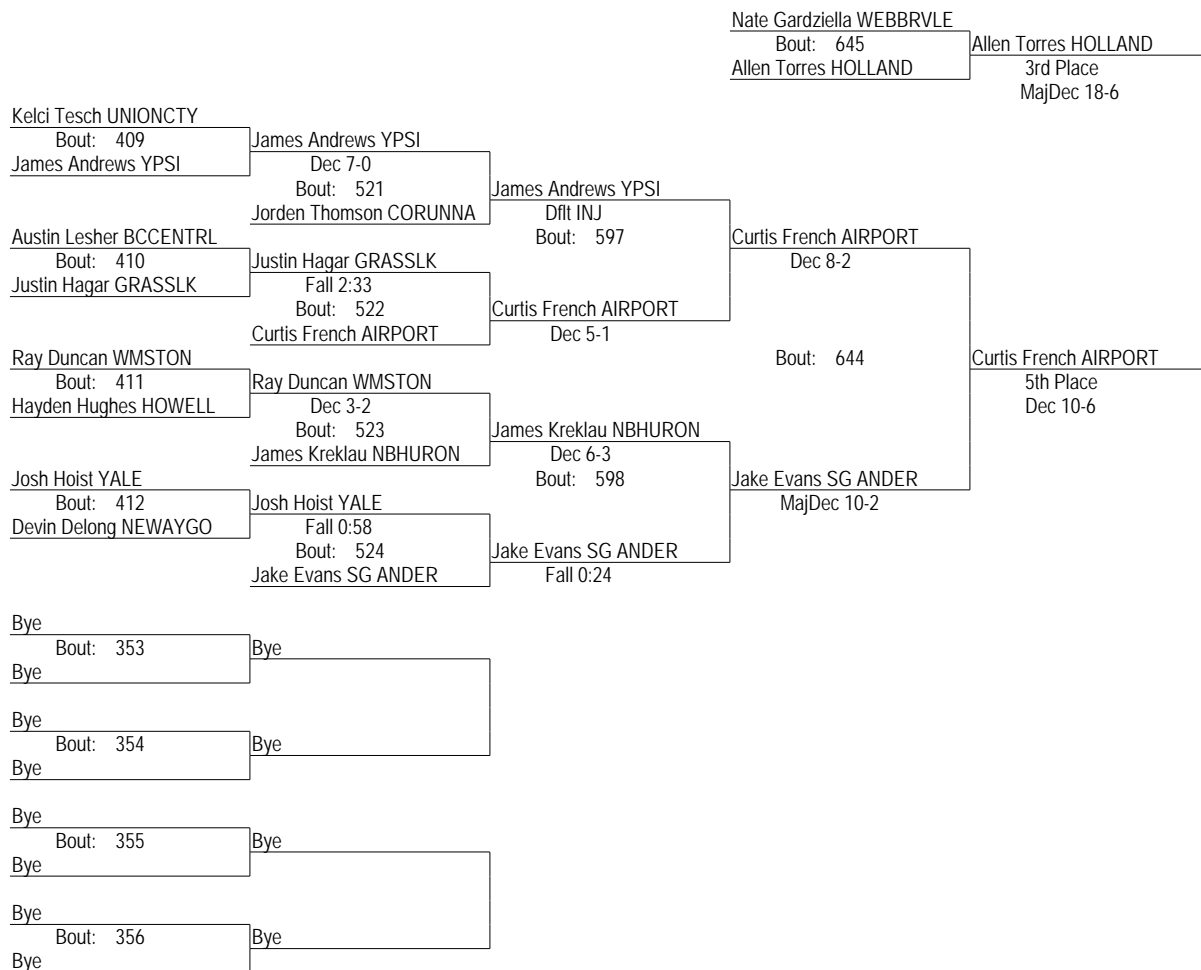 Nate Gardziella WEBBRVLE
Bout: 645
Allen Torres HOLLAND
Allen Torres HOLLAND
3rd Place
MajDec 18-6
Kelci Tesch UNIONCTY
Bout: 409
James Andrews YPSI
James Andrews YPSI
Dec 7-0
Bout: 521
Jorden Thomson CORUNNA
James Andrews YPSI
Dflt INJ
Bout: 597
Austin Lesher BCCENTRL
Bout: 410
Justin Hagar GRASSLK
Justin Hagar GRASSLK
Fall 2:33
Bout: 522
Curtis French AIRPORT
Curtis French AIRPORT
Dec 5-1
Curtis French AIRPORT
Dec 8-2
Ray Duncan WMSTON
Bout: 411
Hayden Hughes HOWELL
Ray Duncan WMSTON
Dec 3-2
Bout: 523
James Kreklau NBHURON
James Kreklau NBHURON
Dec 6-3
Bout: 598
Josh Hoist YALE
Bout: 412
Devin Delong NEWAYGO
Josh Hoist YALE
Fall 0:58
Bout: 524
Jake Evans SG ANDER
Jake Evans SG ANDER
Fall 0:24
Jake Evans SG ANDER
MajDec 10-2
Bout: 644
Curtis French AIRPORT
5th Place
Dec 10-6
Bye
Bout: 353
Bye
Bye
Bye
Bout: 354
Bye
Bye
Bye
Bout: 355
Bye
Bye
Bye
Bout: 356
Bye
Bye